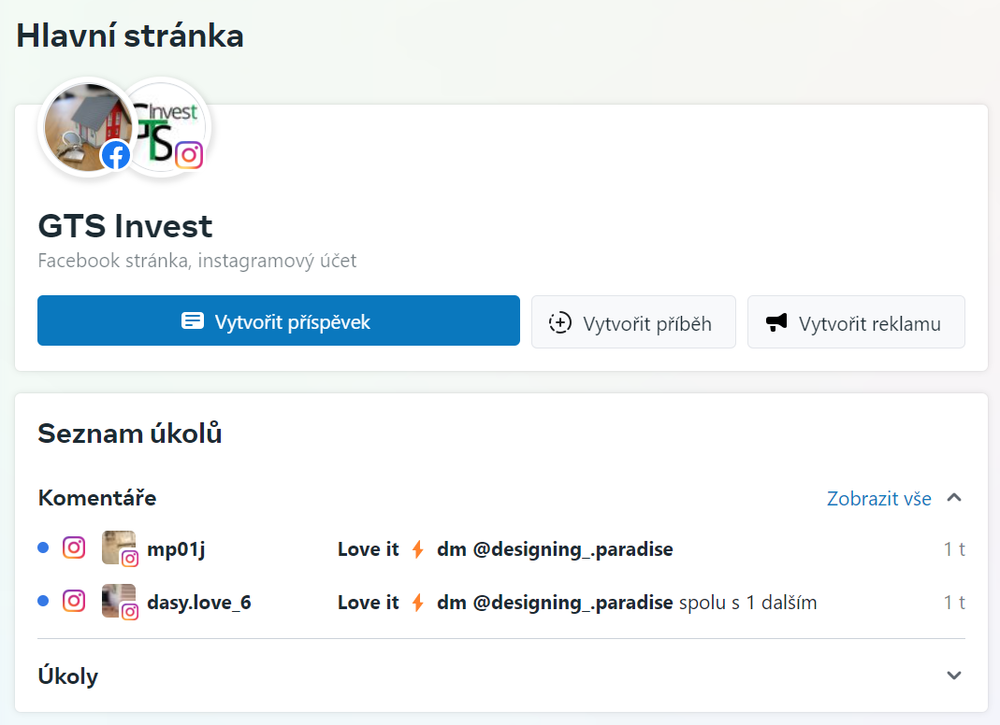 Hlavní stránka
Invest
GTS
GTS Invest
Facebook stránka, instagramový účet
Vytvořit příspěvek
Vytvořit příběh
Vytvořit reklamu
Seznam úkolů
Komentáře
Zobrazit vše
mp01j Love it ⚡ dm @designing_.paradise 1 t
dasy.love_6 Love it ⚡ dm @designing_.paradise spolu s 1 dalším 1 t
Úkoly